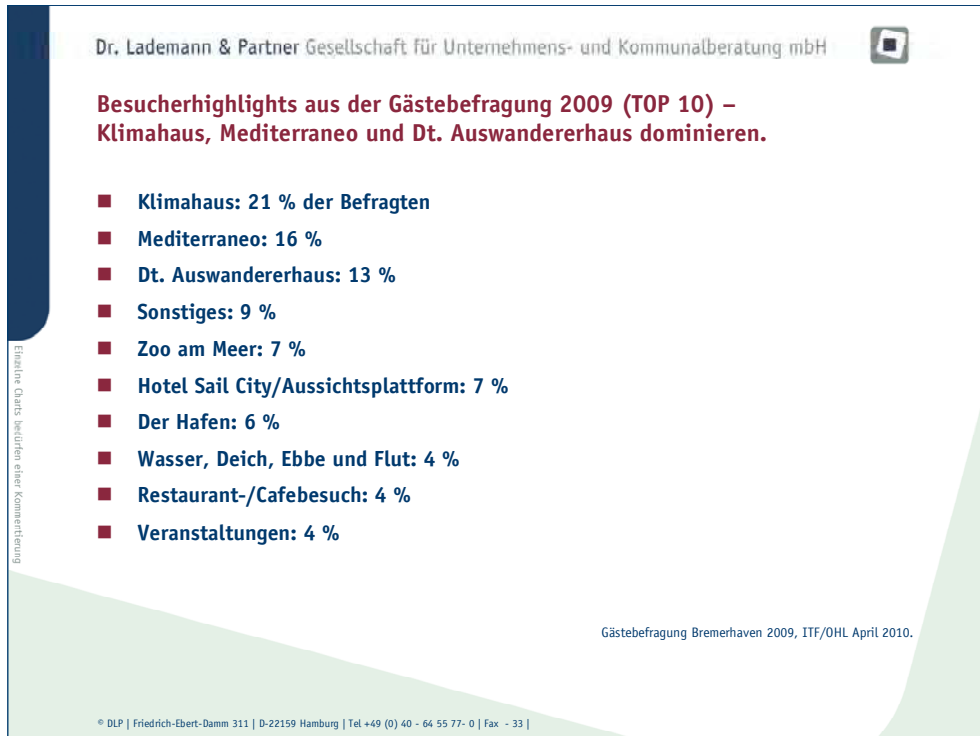 Dr. Lademann & Partner Gesellschaft für Unternehmens- und Kommunalberatung mbH
Besucherhighlights aus der Gästebefragung 2009 (TOP 10) –
Klimahaus, Mediterraneo und Dt. Auswandererhaus dominieren.
Klimahaus: 21 % der Befragten
Mediterraneo: 16 %
Dt. Auswandererhaus: 13 %
Sonstiges: 9 %
Zoo am Meer: 7 %
Hotel Sail City/Aussichtsplattform: 7 %
Der Hafen: 6 %
Wasser, Deich, Ebbe und Flut: 4 %
Restaurant-/Cafebesuch: 4 %
Veranstaltungen: 4 %
Einzelne Charts bedürfen einer Kommentierung
Gästebefragung Bremerhaven 2009, ITF/OHL April 2010.
© DLP | Friedrich-Ebert-Damm 311 | D-22159 Hamburg | Tel +49 (0) 40 - 64 55 77- 0 | Fax - 33 |